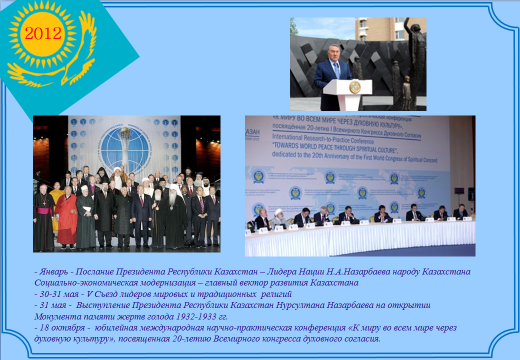 2012
«К МИРУ ВО ВСЕМ МИРЕ ЧЕРЕЗ ДУХОВНУЮ КУЛЬТУРУ»,
посвященная 20-летию I Всемирного Конгресса Духовного Согласия
International Research-to-Practice Conference
"TOWARDS WORLD PEACE THROUGH SPIRITUAL CULTURE"
dedicated to the 20th Anniversary of the First World Congress of Spiritual Concord
- Январь - Послание Президента Республики Казахстан – Лидера Нации Н.А.Назарбаева народу Казахстана
Социально-экономическая модернизация – главный вектор развития Казахстана
- 30-31 мая - V Съезд лидеров мировых и традиционных религий
- 31 мая - Выступление Президента Республики Казахстан Нурсултана Назарбаева на открытии
Монумента памяти жертв голода 1932-1933 гг.
- 18 октября - юбилейная международная научно-практическая конференция «К миру во всем мире через
духовную культуру», посвященная 20-летию Всемирного конгресса духовного согласия.